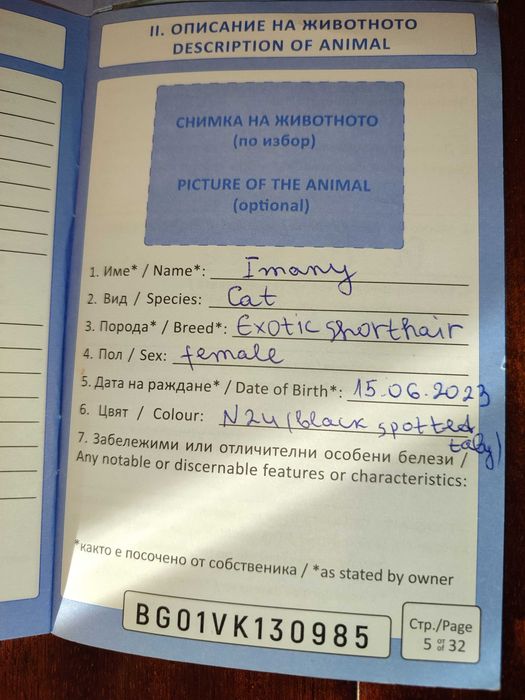 II. ОПИСАНИЕ НА ЖИВОТНОТО
DESCRIPTION OF ANIMAL
СНИМКА НА ЖИВОТНОТО
(по избор)
PICTURE OF THE ANIMAL
(optional)
1. Име* / Name*: Imany
2. Вид / Species: Cat
3. Порода* / Breed*: Exotic shorthair
4. Пол / Sex: female
5. Дата на раждане* / Date of Birth*: 15.06.2023
6. Цвят / Colour: N24 (black spotted
taby)
7. Забележими или отличителни особени белези /
Any notable or discernable features or characteristics:
*както е посочено от собственика / *as stated by owner
BG01VK130985
Стр./Page
5 от/of 32